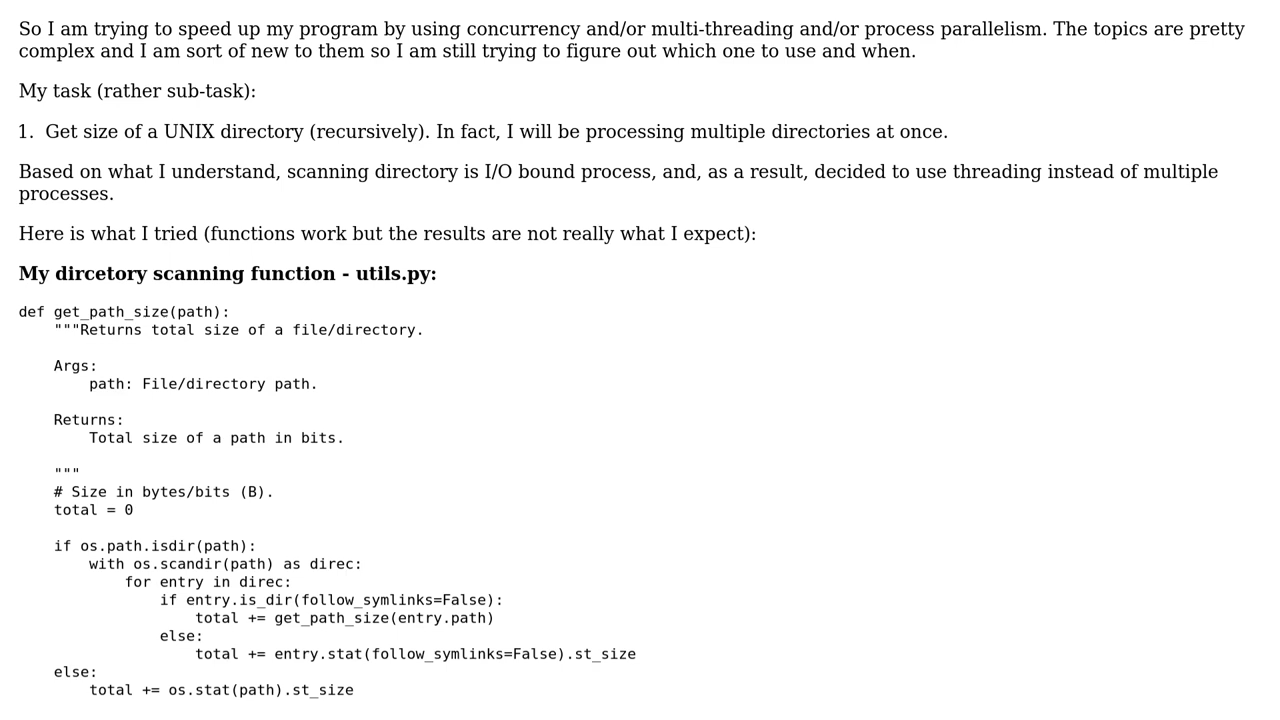 So I am trying to speed up my program by using concurrency and/or multi-threading and/or process parallelism. The topics are pretty
complex and I am sort of new to them so I am still trying to figure out which one to use and when.
My task (rather sub-task):
1. Get size of a UNIX directory (recursively). In fact, I will be processing multiple directories at once.
Based on what I understand, scanning directory is I/O bound process, and, as a result, decided to use threading instead of multiple
processes.
Here is what I tried (functions work but the results are not really what I expect):
My dircetory scanning function - utils.py:
def get_path_size(path):
    """Returns total size of a file/directory.
    Args:
        path: File/directory path.
    Returns:
        Total size of a path in bits.
    """
    # Size in bytes/bits (B).
    total = 0
    if os.path.isdir(path):
        with os.scandir(path) as direc:
            for entry in direc:
                if entry.is_dir(follow_symlinks=False):
                    total += get_path_size(entry.path)
                else:
                    total += entry.stat(follow_symlinks=False).st_size
    else:
        total += os.stat(path).st_size